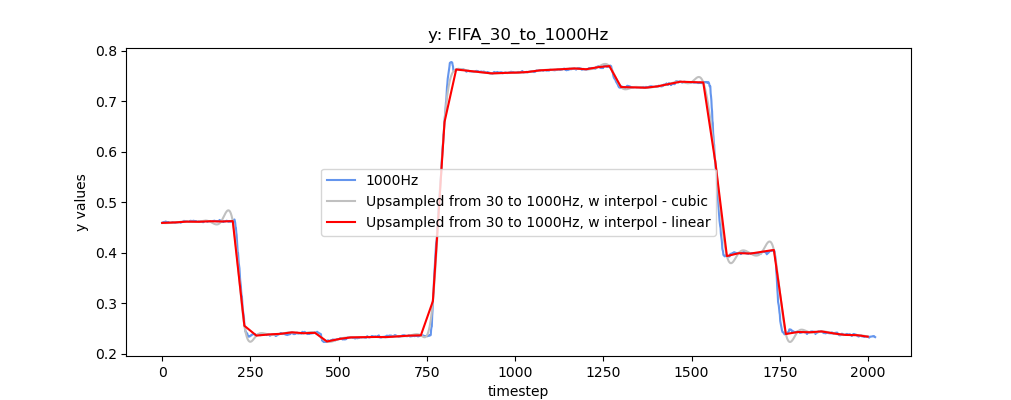 y: FIFA_30_to_1000Hz
0.8
0.7
0.6
0.5
0.4
0.3
0.2
y values
1000Hz
Upsampled from 30 to 1000Hz, w interpol - cubic
Upsampled from 30 to 1000Hz, w interpol - linear
0 250 500 750 1000 1250 1500 1750 2000
timestep